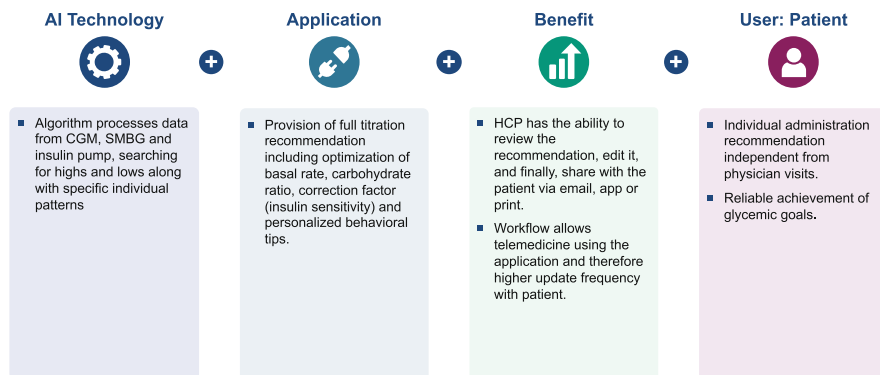 AI Technology
Application
Benefit
User: Patient
Algorithm processes data
from CGM, SMBG and
insulin pump, searching
for highs and lows along
with specific individual
patterns
Provision of full titration
recommendation
including optimization of
basal rate, carbohydrate
ratio, correction factor
(insulin sensitivity) and
personalized behavioral
tips.
HCP has the ability to
review the
recommendation, edit it,
and finally, share with the
patient via email, app or
print.
Workflow allows
telemedicine using the
application and therefore
higher update frequency
with patient.
Individual administration
recommendation
independent from
physician visits.
Reliable achievement of
glycemic goals.